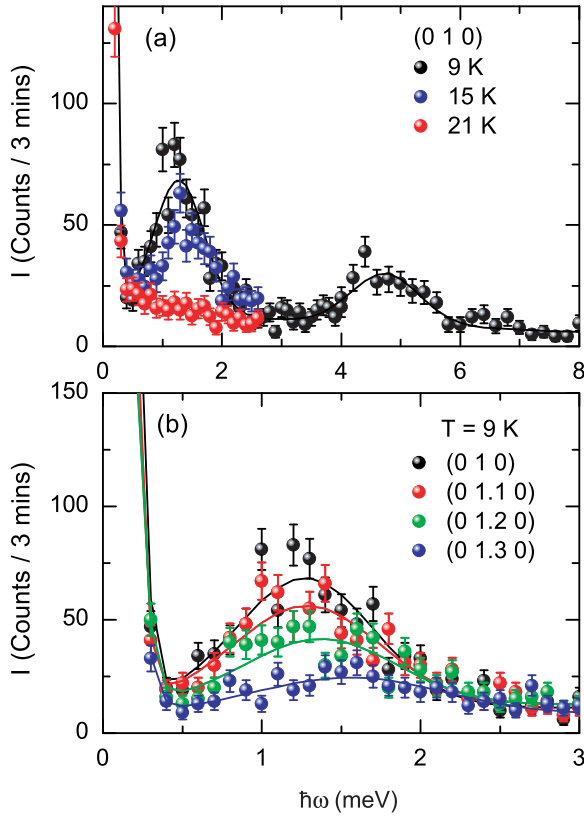 (a)
(0 1 0)
9 K
15 K
21 K
I (Counts / 3 mins)
100
50
0
0 2 4 6 8
(b)
T = 9 K
(0 1 0)
(0 1.1 0)
(0 1.2 0)
(0 1.3 0)
I (Counts / 3 mins)
150
100
50
0
0 1 2 3
ħω (meV)